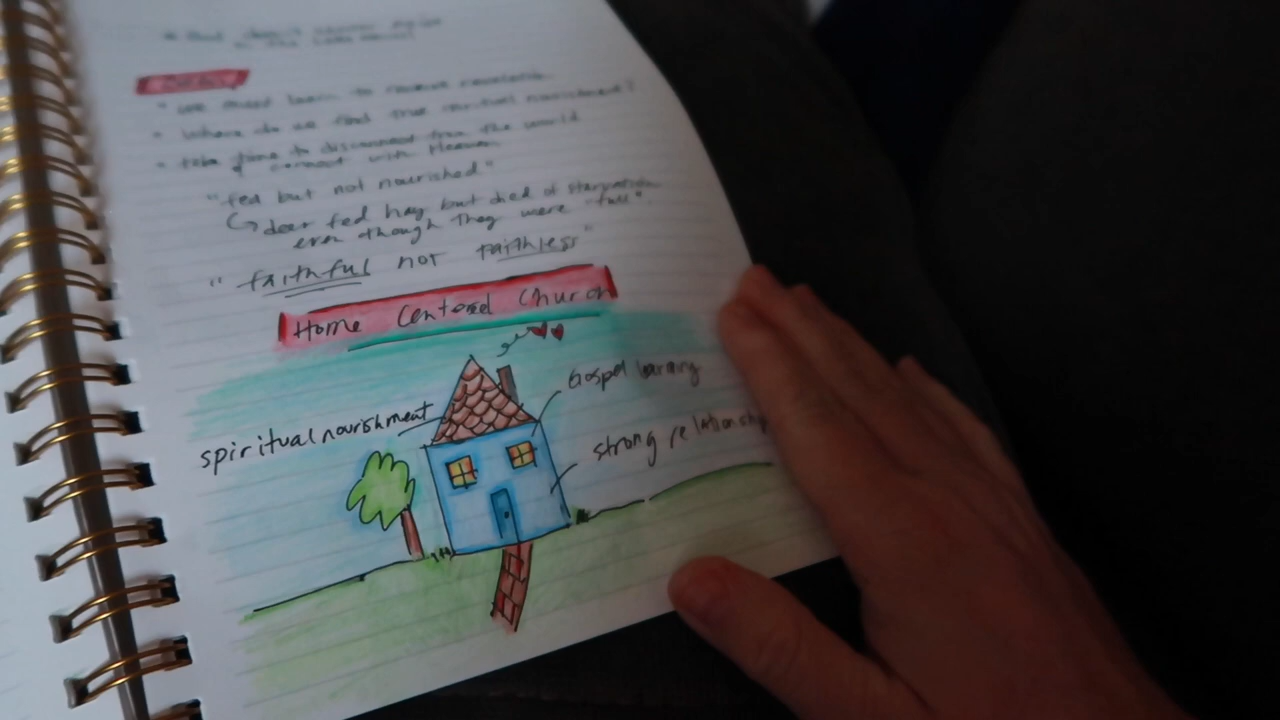 "we must learn to receive revelation.
" Where do we find true spiritual nourishment?
• take time to disconnect from the world
& connect with Heaven.
"fed but not nourished"
deer fed hay but died of starvation
even though they were "full".
"faithful not faithless"
Home Centered Church
Gospel learning
spiritual nourishment
strong relationship